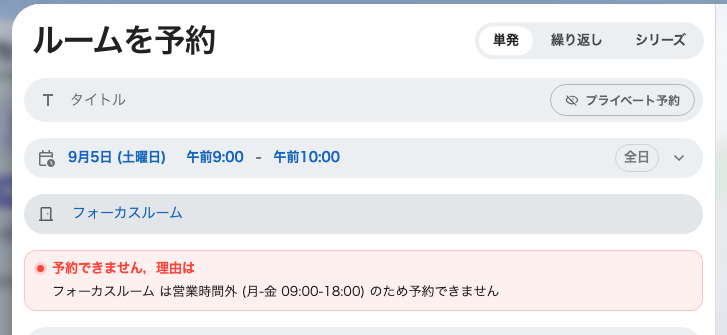 ルームを予約
単発 繰り返し シリーズ
タイトル プライベート予約
9月5日 (土曜日) 午前9:00 - 午前10:00 全日
フォーカスルーム
予約できません, 理由は
フォーカスルーム は営業時間外 (月-金 09:00-18:00) のため予約できません